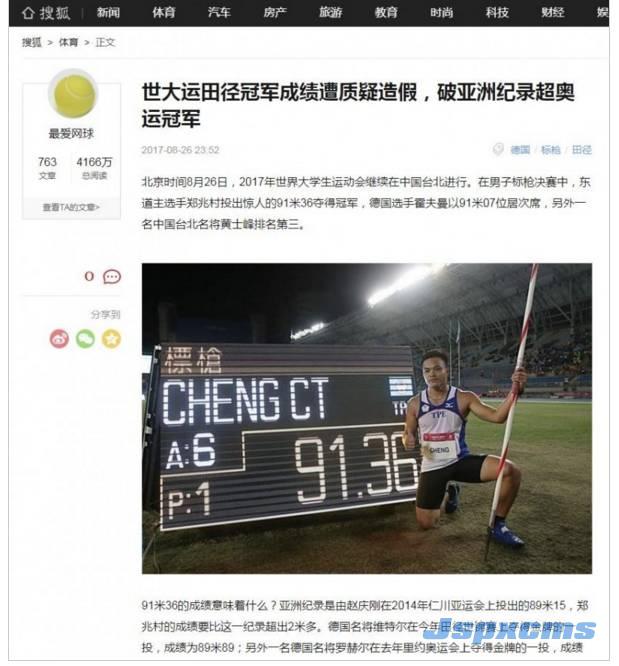 搜狐 新闻 体育 汽车 房产 旅游 教育 时尚 科技 财经 娱
搜狐 > 体育 > 正文
世大运田径冠军成绩遭质疑造假，破亚洲纪录超奥
运冠军
最爱网球
2017-08-26 23:52
德国 / 标枪 / 田径
763 4166万
文章 总阅读
查看TA的文章>
北京时间8月26日，2017年世界大学生运动会继续在中国台北进行。在男子标枪决赛中，东
道主选手郑兆村投出惊人的91米36夺得冠军，德国选手霍夫曼以91米07位居次席，另外一
名中国台北名将黄士峰排名第三。
0
分享到
標槍
CHENG CT
TPE
A:6
91.36
P:1
TPE
CHENG
91米36的成绩意味着什么？亚洲纪录是由赵庆刚在2014年仁川亚运会上投出的89米15，郑
兆村的成绩要比这一纪录超出2米多。德国名将维特尔在今年田径世锦赛上夺得金牌的一
投，成绩为89米89；另外一名德国名将罗赫尔在去年里约奥运会上夺得金牌的一投，成绩
Jspxcms